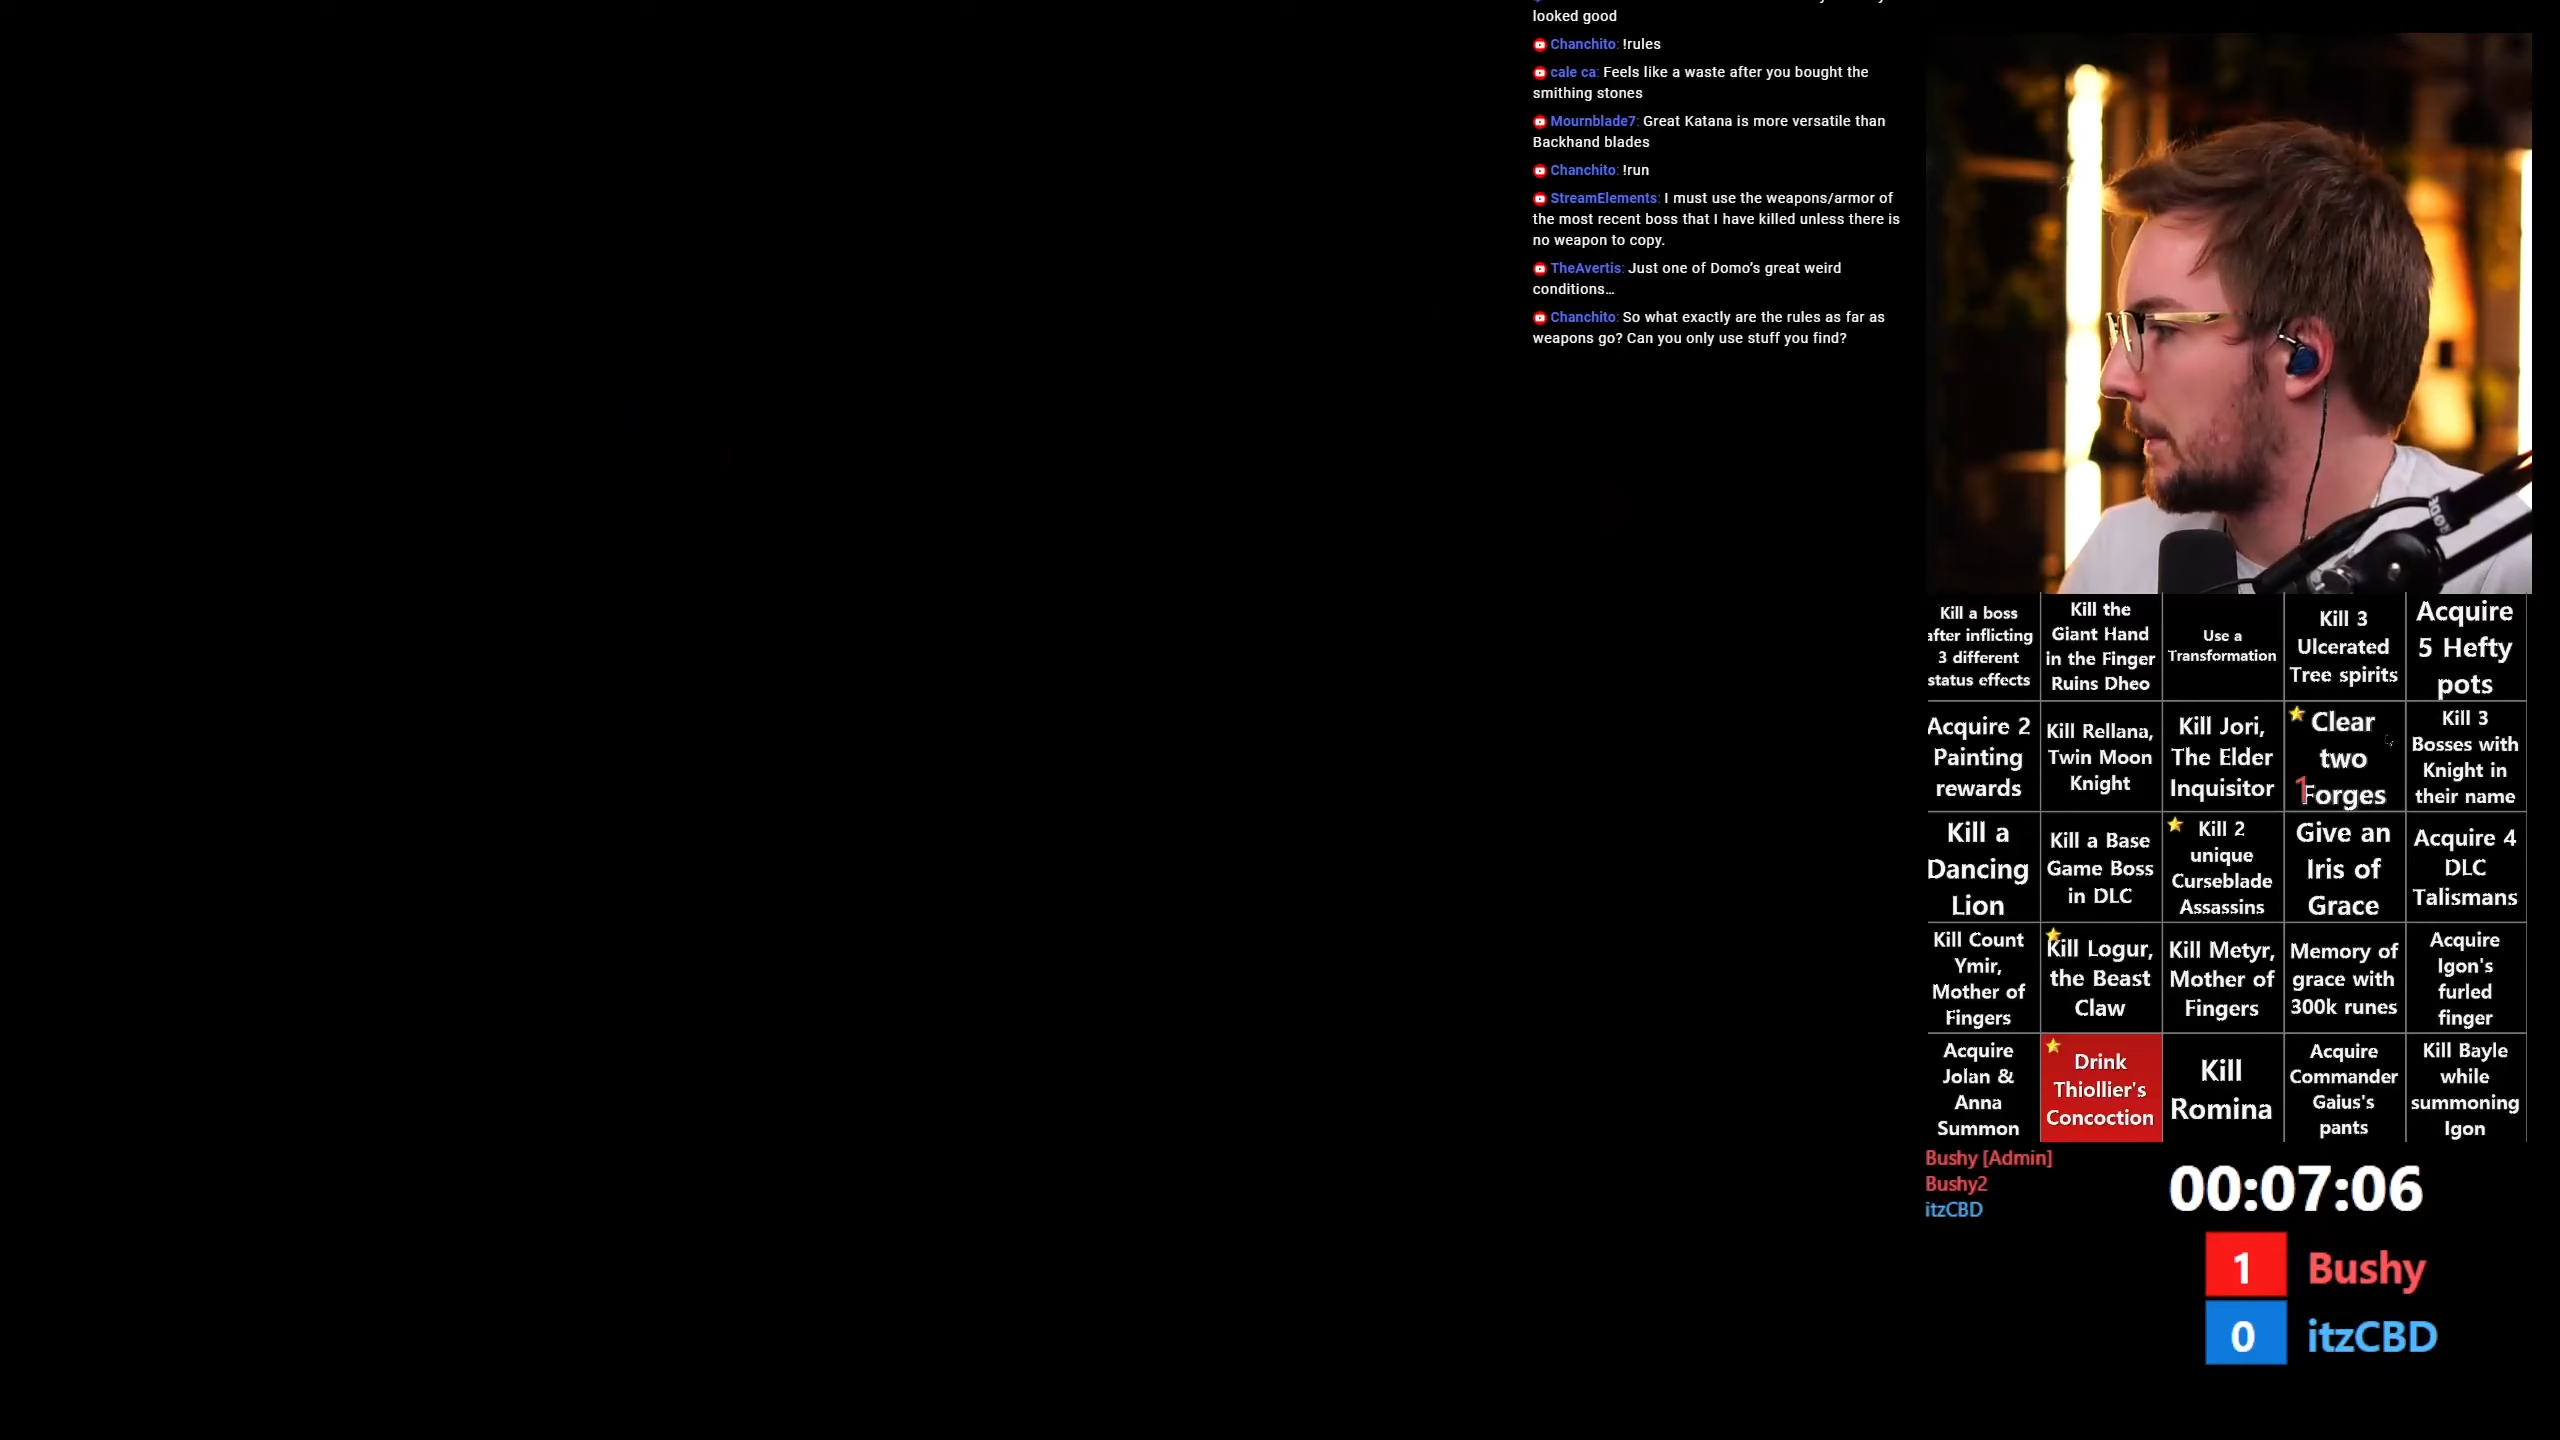 looked good
Chanchito: !rules
cale ca: Feels like a waste after you bought the
smithing stones
Mournblade7: Great Katana is more versatile than
Backhand blades
Chanchito: !run
StreamElements: I must use the weapons/armor of
the most recent boss that I have killed unless there is
no weapon to copy.
TheAvertis: Just one of Domo's great weird
conditions...
Chanchito: So what exactly are the rules as far as
weapons go? Can you only use stuff you find?
RODE
Kill a boss
after inflicting
3 different
status effects
Kill the
Giant Hand
in the Finger
Ruins Dheo
Use a
Transformation
Kill 3
Ulcerated
Tree spirits
Acquire
5 Hefty
pots
Acquire 2
Painting
rewards
Kill Rellana,
Twin Moon
Knight
Kill Jori,
The Elder
Inquisitor
Clear
two
Forges
1
Kill 3
Bosses with
Knight in
their name
Kill a
Dancing
Lion
Kill a Base
Game Boss
in DLC
Kill 2
unique
Curseblade
Assassins
Give an
Iris of
Grace
Acquire 4
DLC
Talismans
Kill Count
Ymir,
Mother of
Fingers
Kill Logur,
the Beast
Claw
Kill Metyr,
Mother of
Fingers
Memory of
grace with
300k runes
Acquire
Igon's
furled
finger
Acquire
Jolan &
Anna
Summon
Drink
Thiollier's
Concoction
Kill
Romina
Acquire
Commander
Gaius's
pants
Kill Bayle
while
summoning
Igon
Bushy [Admin]
Bushy2
itzCBD
00:07:06
1 Bushy
0 itzCBD